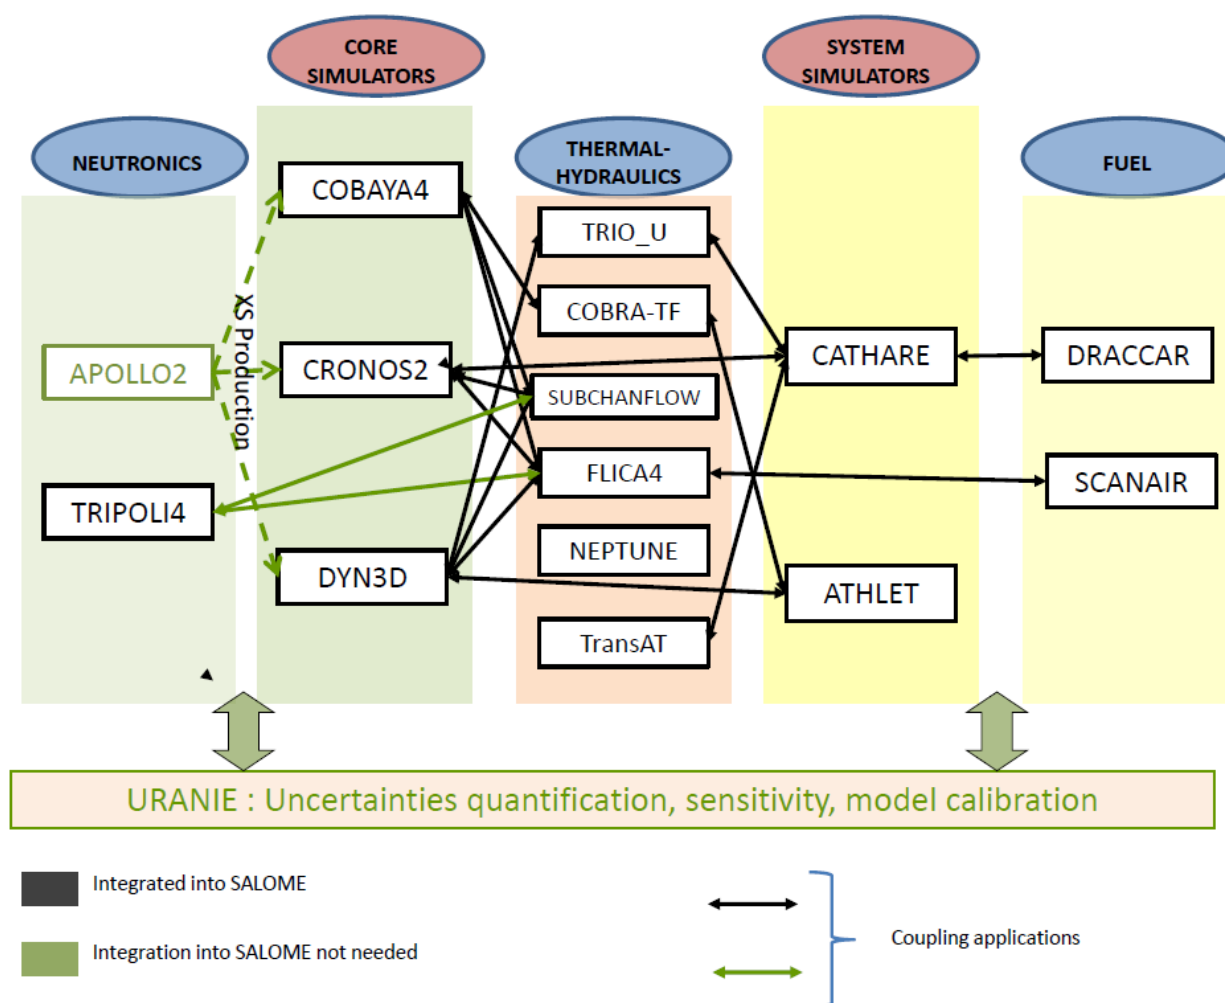 CORE
SIMULATORS
SYSTEM
SIMULATORS
NEUTRONICS
THERMAL-
HYDRAULICS
FUEL
COBAYA4
TRIO_U
COBRA-TF
XS Production
APOLLO2
CRONOS2
CATHARE
DRACCAR
SUBCHANFLOW
FLICA4
SCANAIR
TRIPOLI4
NEPTUNE
DYN3D
ATHLET
TransAT
URANIE : Uncertainties quantification, sensitivity, model calibration
Integrated into SALOME
Integration into SALOME not needed
Coupling applications